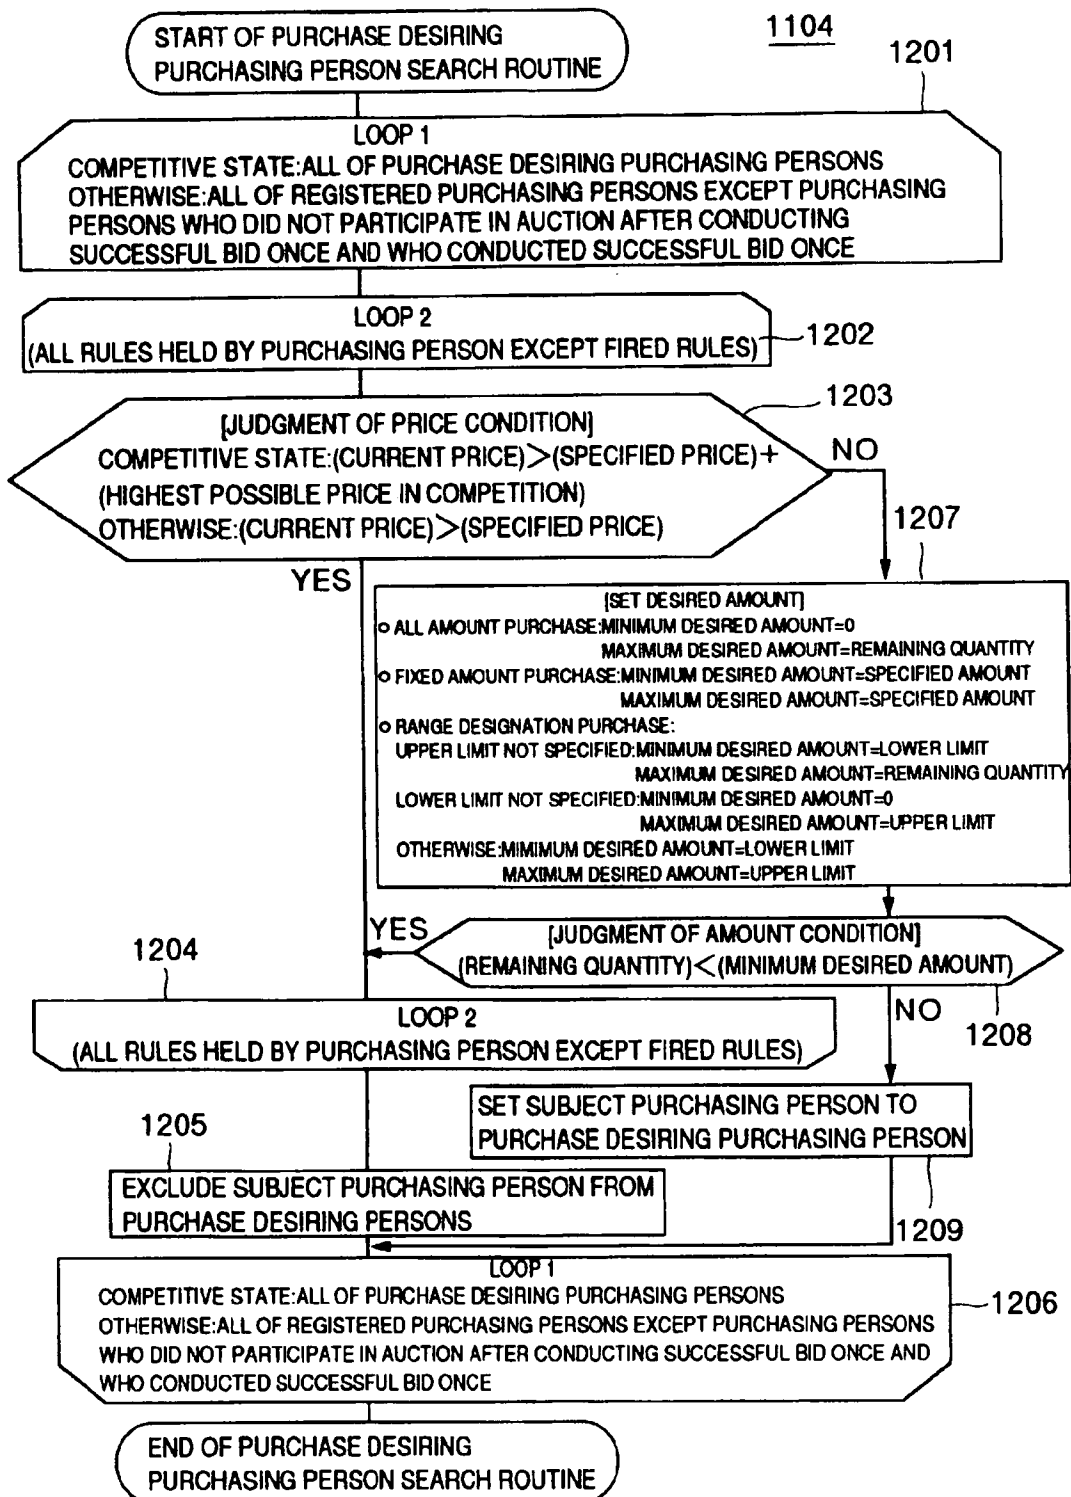 START OF PURCHASE DESIRING
PURCHASING PERSON SEARCH ROUTINE
1104
1201
LOOP 1
COMPETITIVE STATE:ALL OF PURCHASE DESIRING PURCHASING PERSONS
OTHERWISE:ALL OF REGISTERED PURCHASING PERSONS EXCEPT PURCHASING
PERSONS WHO DID NOT PARTICIPATE IN AUCTION AFTER CONDUCTING
SUCCESSFUL BID ONCE AND WHO CONDUCTED SUCCESSFUL BID ONCE
LOOP 2
(ALL RULES HELD BY PURCHASING PERSON EXCEPT FIRED RULES)
1202
1203
[JUDGMENT OF PRICE CONDITION]
COMPETITIVE STATE:(CURRENT PRICE)>(SPECIFIED PRICE)+
(HIGHEST POSSIBLE PRICE IN COMPETITION)
OTHERWISE:(CURRENT PRICE)>(SPECIFIED PRICE)
NO
YES
1207
[SET DESIRED AMOUNT]
○ ALL AMOUNT PURCHASE:MINIMUM DESIRED AMOUNT=0
MAXIMUM DESIRED AMOUNT=REMAINING QUANTITY
○ FIXED AMOUNT PURCHASE:MINIMUM DESIRED AMOUNT=SPECIFIED AMOUNT
MAXIMUM DESIRED AMOUNT=SPECIFIED AMOUNT
○ RANGE DESIGNATION PURCHASE:
UPPER LIMIT NOT SPECIFIED:MINIMUM DESIRED AMOUNT=LOWER LIMIT
MAXIMUM DESIRED AMOUNT=REMAINING QUANTITY
LOWER LIMIT NOT SPECIFIED:MINIMUM DESIRED AMOUNT=0
MAXIMUM DESIRED AMOUNT=UPPER LIMIT
OTHERWISE:MIMIMUM DESIRED AMOUNT=LOWER LIMIT
MAXIMUM DESIRED AMOUNT=UPPER LIMIT
YES
[JUDGMENT OF AMOUNT CONDITION]
(REMAINING QUANTITY)<(MINIMUM DESIRED AMOUNT)
1208
NO
1204
LOOP 2
(ALL RULES HELD BY PURCHASING PERSON EXCEPT FIRED RULES)
SET SUBJECT PURCHASING PERSON TO
PURCHASE DESIRING PURCHASING PERSON
1209
1205
EXCLUDE SUBJECT PURCHASING PERSON FROM
PURCHASE DESIRING PERSONS
LOOP 1
COMPETITIVE STATE:ALL OF PURCHASE DESIRING PURCHASING PERSONS
OTHERWISE:ALL OF REGISTERED PURCHASING PERSONS EXCEPT PURCHASING PERSONS
WHO DID NOT PARTICIPATE IN AUCTION AFTER CONDUCTING SUCCESSFUL BID ONCE AND
WHO CONDUCTED SUCCESSFUL BID ONCE
1206
END OF PURCHASE DESIRING
PURCHASING PERSON SEARCH ROUTINE